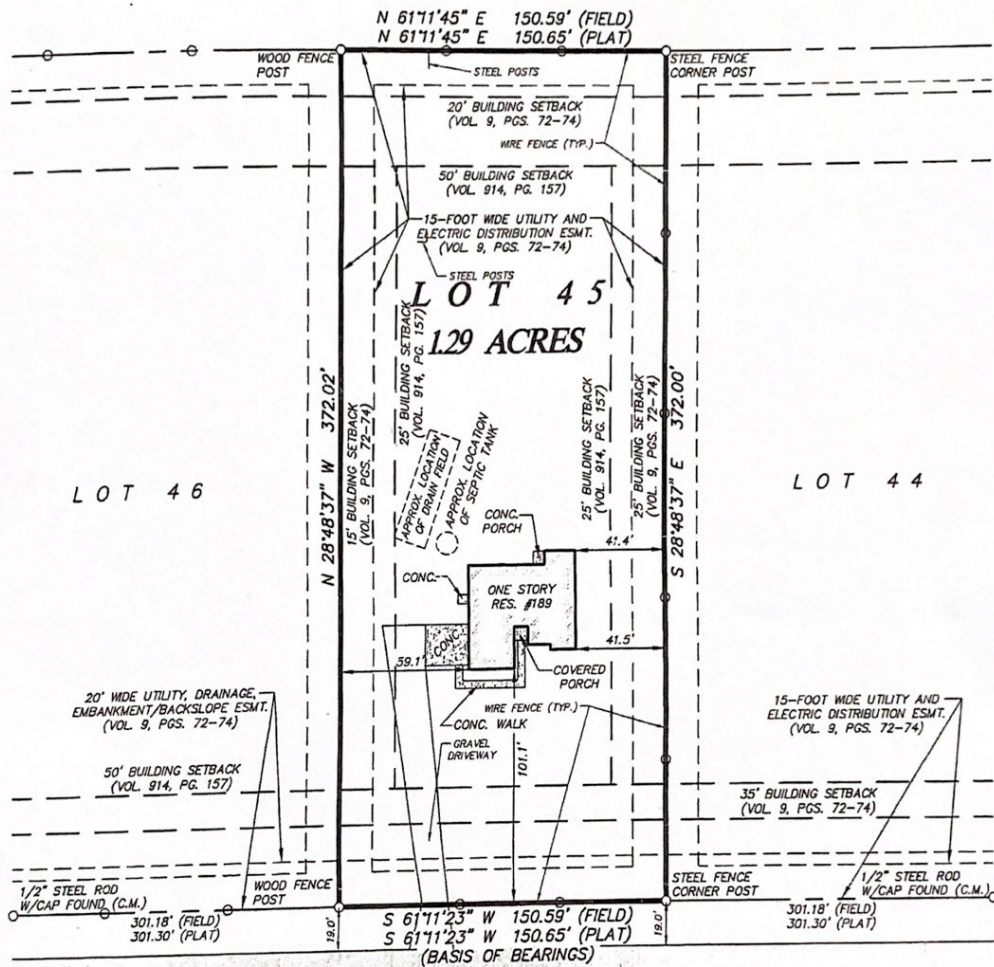 N 61°11'45" E 150.59' (FIELD)
N 61°11'45" E 150.65' (PLAT)
WOOD FENCE
POST
STEEL POSTS
STEEL FENCE
CORNER POST
20' BUILDING SETBACK
(VOL. 9, PGS. 72-74)
WIRE FENCE (TYP.)
50' BUILDING SETBACK
(VOL. 914, PG. 157)
15-FOOT WIDE UTILITY AND
ELECTRIC DISTRIBUTION ESMT.
(VOL. 9, PGS. 72-74)
STEEL POSTS
LOT 45
1.29 ACRES
N 28°48'37" W 372.02'
15' BUILDING SETBACK
(VOL. 9, PGS. 72-74)
25' BUILDING SETBACK
(VOL. 914, PG. 157)
25' BUILDING SETBACK
(VOL. 914, PG. 157)
25' BUILDING SETBACK
(VOL. 9, PGS. 72-74)
S 28°48'37" E 372.00'
LOT 46
LOT 44
APPROX. LOCATION
OF DRAIN FIELD
APPROX. LOCATION
OF SEPTIC TANK
CONC.
PORCH
41.4'
CONC.
ONE STORY
RES. #189
CONC.
41.5'
59.1'
COVERED
PORCH
WIRE FENCE (TYP.)
CONC. WALK
GRAVEL
DRIVEWAY
101.1'
20' WIDE UTILITY, DRAINAGE,
EMBANKMENT/BACKSLOPE ESMT.
(VOL. 9, PGS. 72-74)
15-FOOT WIDE UTILITY AND
ELECTRIC DISTRIBUTION ESMT.
(VOL. 9, PGS. 72-74)
50' BUILDING SETBACK
(VOL. 914, PG. 157)
35' BUILDING SETBACK
(VOL. 9, PGS. 72-74)
1/2" STEEL ROD
W/CAP FOUND (C.M.)
WOOD FENCE
POST
STEEL FENCE
CORNER POST
1/2" STEEL ROD
W/CAP FOUND (C.M.)
301.18' (FIELD)
301.30' (PLAT)
19.0'
S 61°11'23" W 150.59' (FIELD)
S 61°11'23" W 150.65' (PLAT)
(BASIS OF BEARINGS)
19.0'
301.18' (FIELD)
301.30' (PLAT)